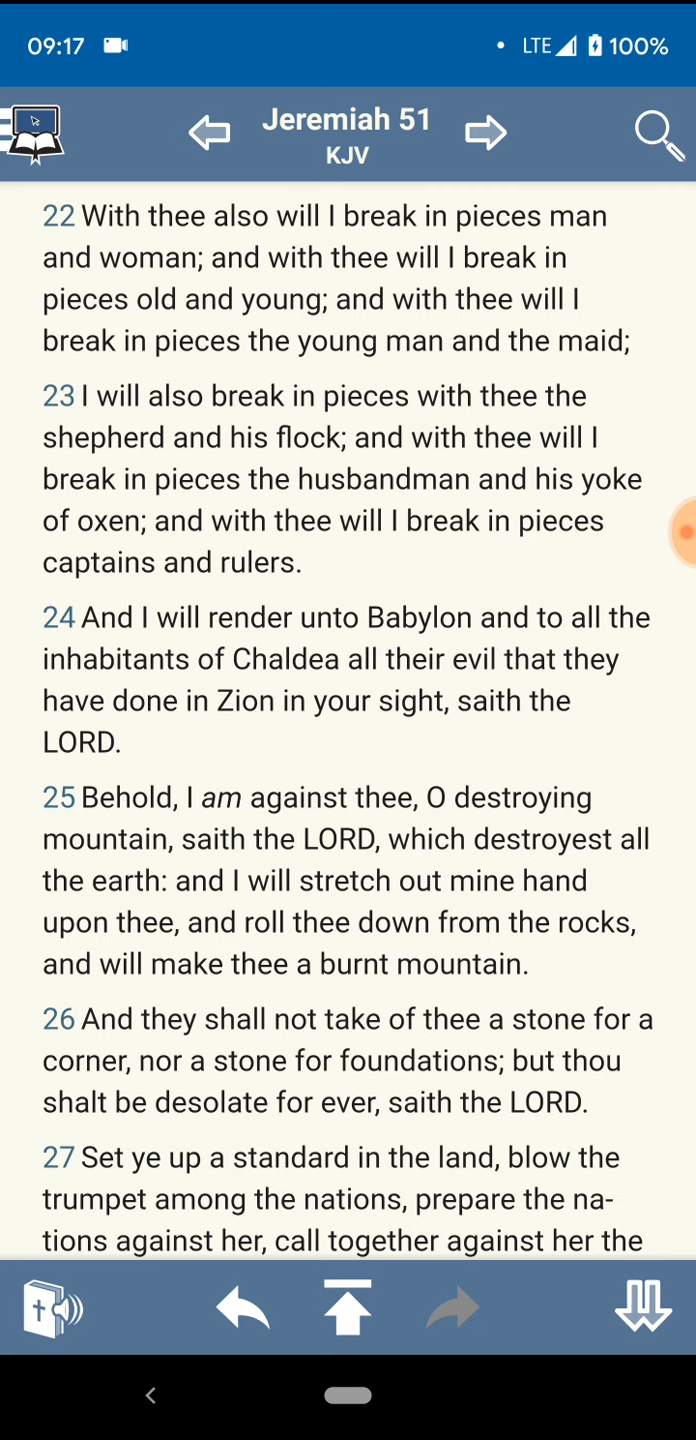 09:17
LTE 100%
Jeremiah 51
KJV
22 With thee also will I break in pieces man
and woman; and with thee will I break in
pieces old and young; and with thee will I
break in pieces the young man and the maid;
23 I will also break in pieces with thee the
shepherd and his flock; and with thee will I
break in pieces the husbandman and his yoke
of oxen; and with thee will I break in pieces
captains and rulers.
24 And I will render unto Babylon and to all the
inhabitants of Chaldea all their evil that they
have done in Zion in your sight, saith the
LORD.
25 Behold, I am against thee, O destroying
mountain, saith the LORD, which destroyest all
the earth: and I will stretch out mine hand
upon thee, and roll thee down from the rocks,
and will make thee a burnt mountain.
26 And they shall not take of thee a stone for a
corner, nor a stone for foundations; but thou
shalt be desolate for ever, saith the LORD.
27 Set ye up a standard in the land, blow the
trumpet among the nations, prepare the na-
tions against her, call together against her the